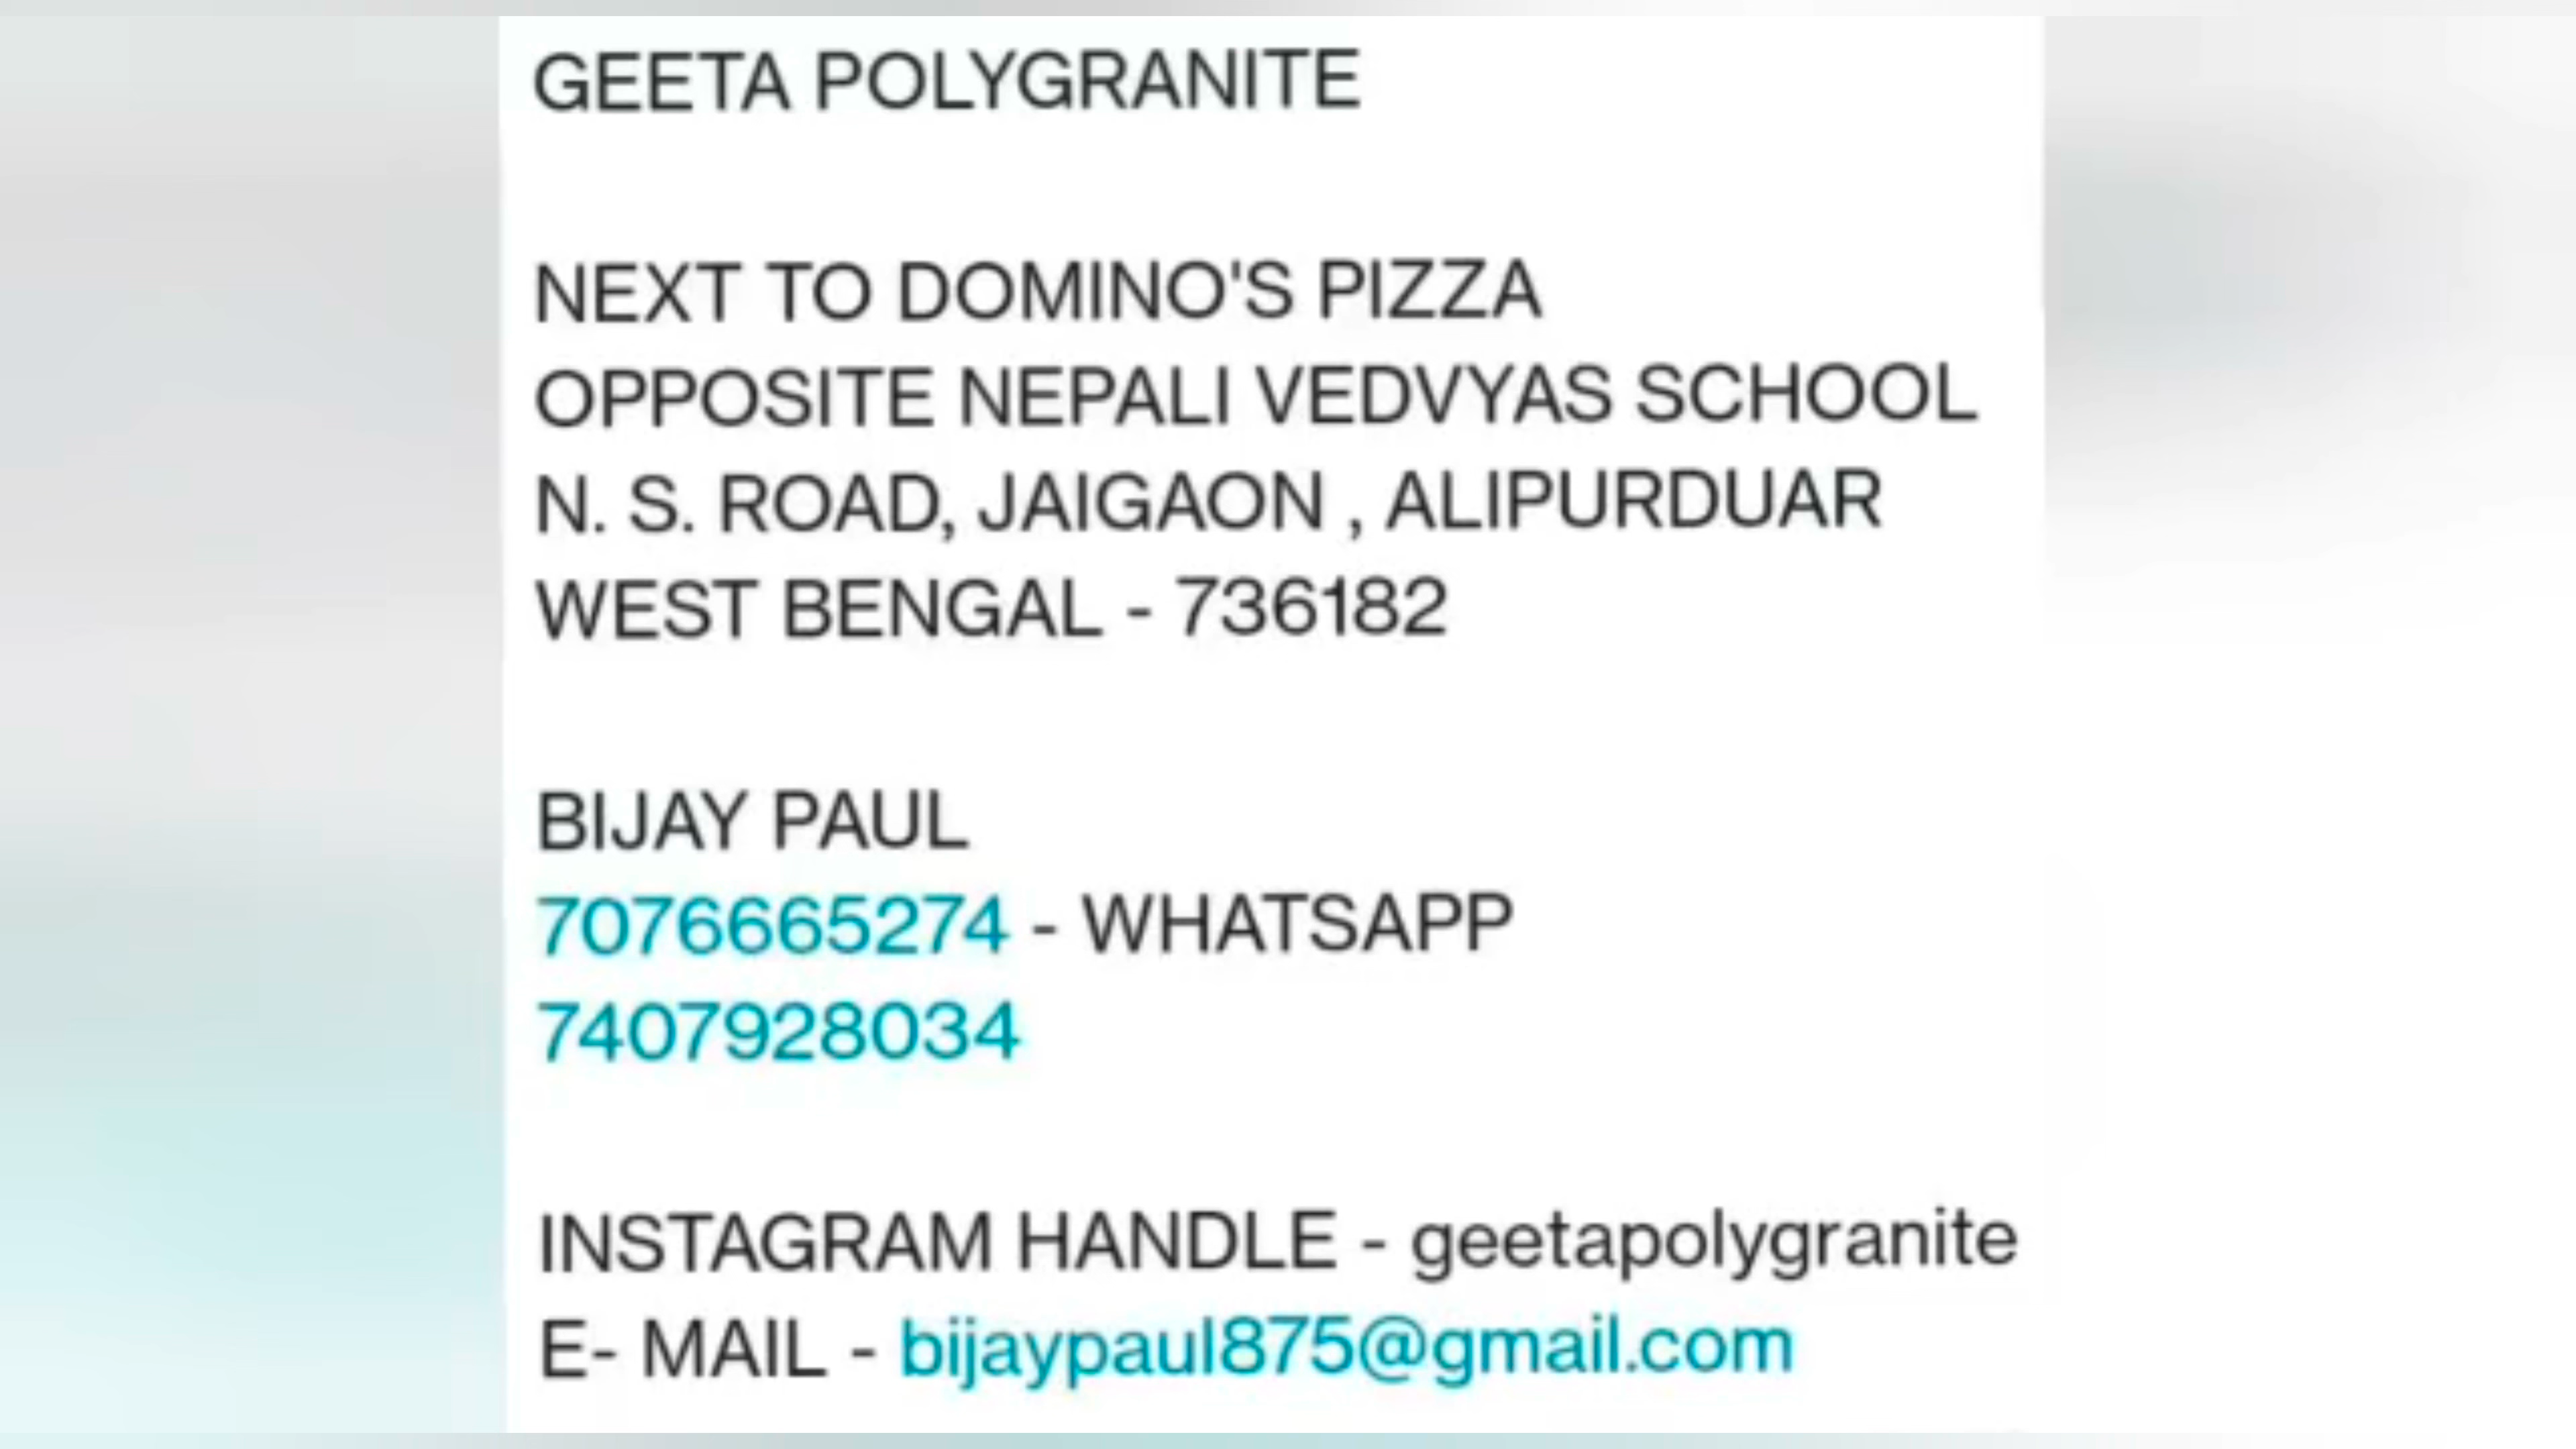 GEETA POLYGRANITE
NEXT TO DOMINO'S PIZZA
OPPOSITE NEPALI VEDVYAS SCHOOL
N. S. ROAD, JAIGAON , ALIPURDUAR
WEST BENGAL - 736182
BIJAY PAUL
7076665274 - WHATSAPP
7407928034
INSTAGRAM HANDLE - geetapolygranite
E- MAIL - bijaypaul875@gmail.com